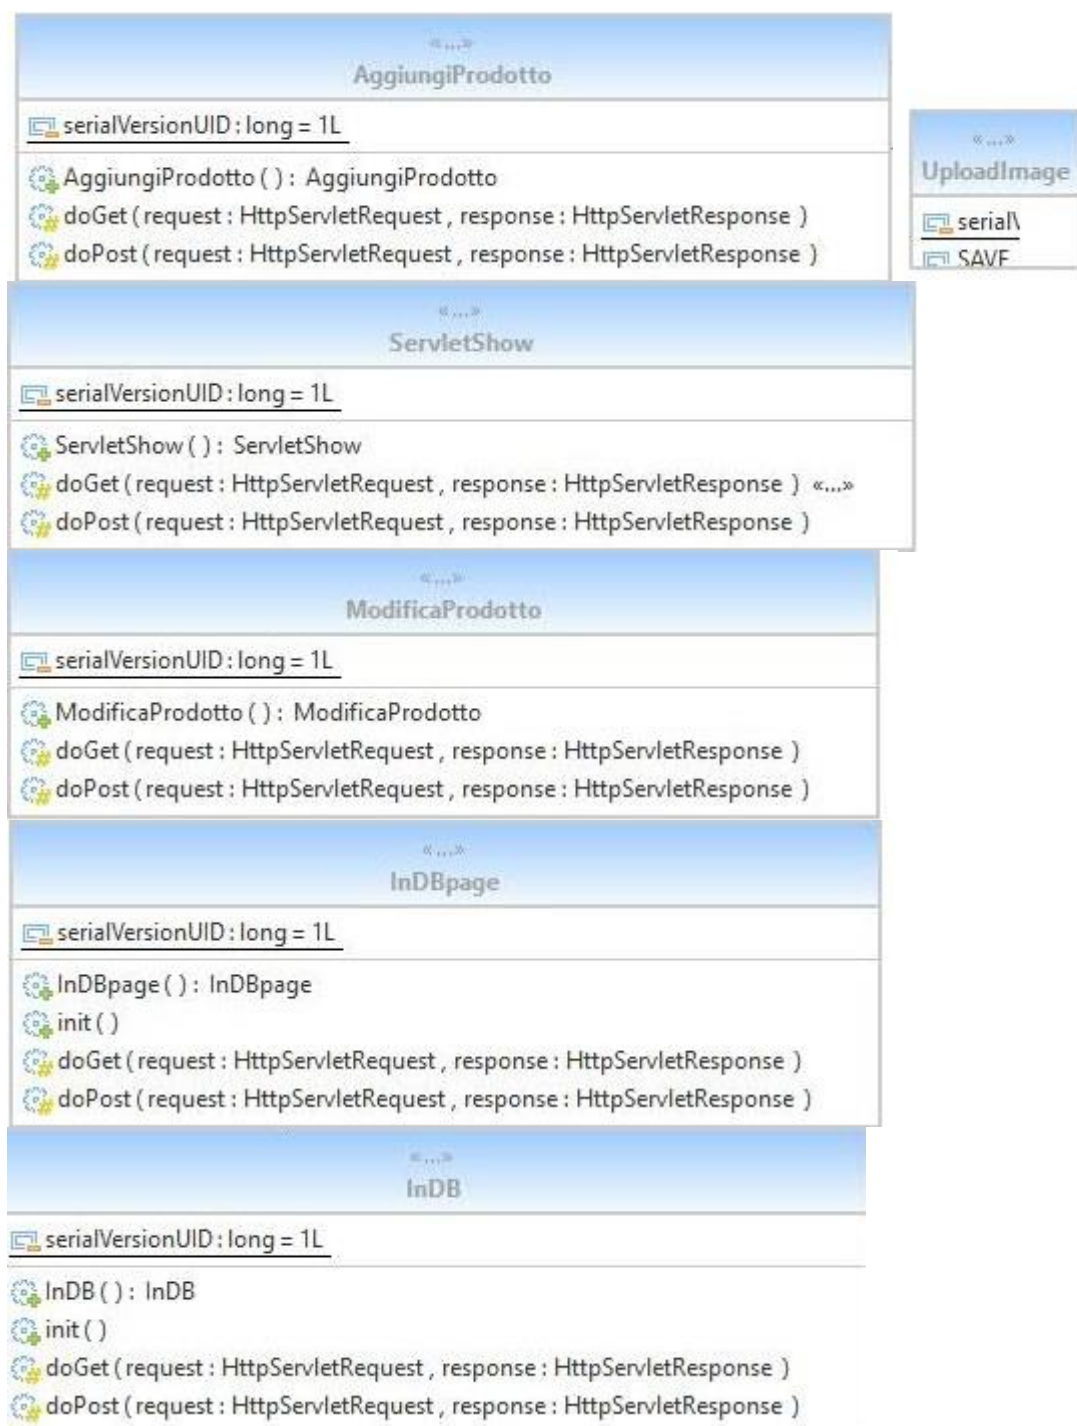 «...»
AggiungiProdotto
serialVersionUID : long = 1L
AggiungiProdotto ( ) : AggiungiProdotto
doGet ( request : HttpServletRequest , response : HttpServletResponse )
doPost ( request : HttpServletRequest , response : HttpServletResponse )
«...»
UploadImage
serial\
SAVE
«...»
ServletShow
serialVersionUID : long = 1L
ServletShow ( ) : ServletShow
doGet ( request : HttpServletRequest , response : HttpServletResponse ) «...»
doPost ( request : HttpServletRequest , response : HttpServletResponse )
«...»
ModificaProdotto
serialVersionUID : long = 1L
ModificaProdotto ( ) : ModificaProdotto
doGet ( request : HttpServletRequest , response : HttpServletResponse )
doPost ( request : HttpServletRequest , response : HttpServletResponse )
«...»
InDBpage
serialVersionUID : long = 1L
InDBpage ( ) : InDBpage
init ( )
doGet ( request : HttpServletRequest , response : HttpServletResponse )
doPost ( request : HttpServletRequest , response : HttpServletResponse )
«...»
InDB
serialVersionUID : long = 1L
InDB ( ) : InDB
init ( )
doGet ( request : HttpServletRequest , response : HttpServletResponse )
doPost ( request : HttpServletRequest , response : HttpServletResponse )